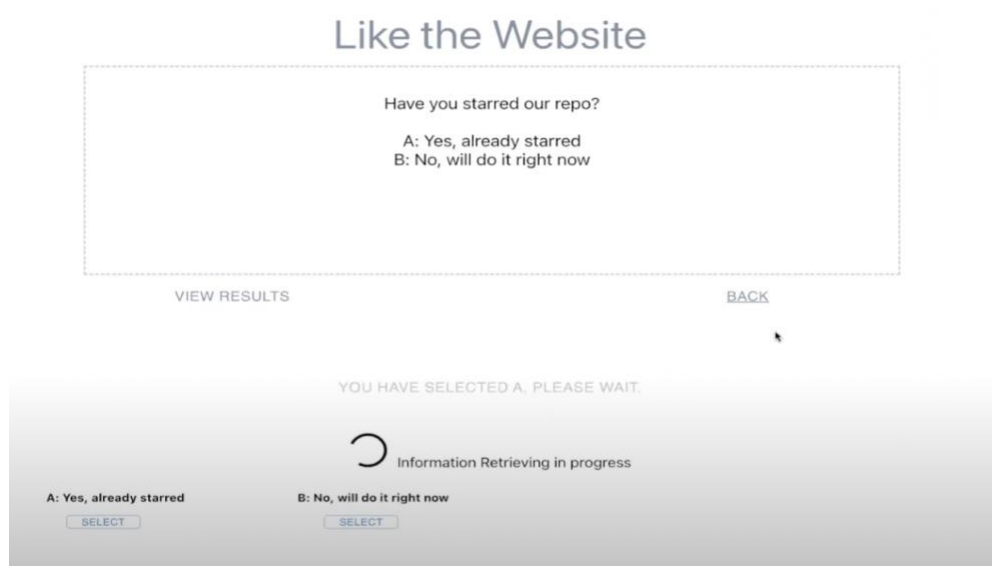 Like the Website
Have you starred our repo?
A: Yes, already starred
B: No, will do it right now
VIEW RESULTS
BACK
YOU HAVE SELECTED A, PLEASE WAIT.
Information Retrieving in progress
A: Yes, already starred
B: No, will do it right now
SELECT
SELECT